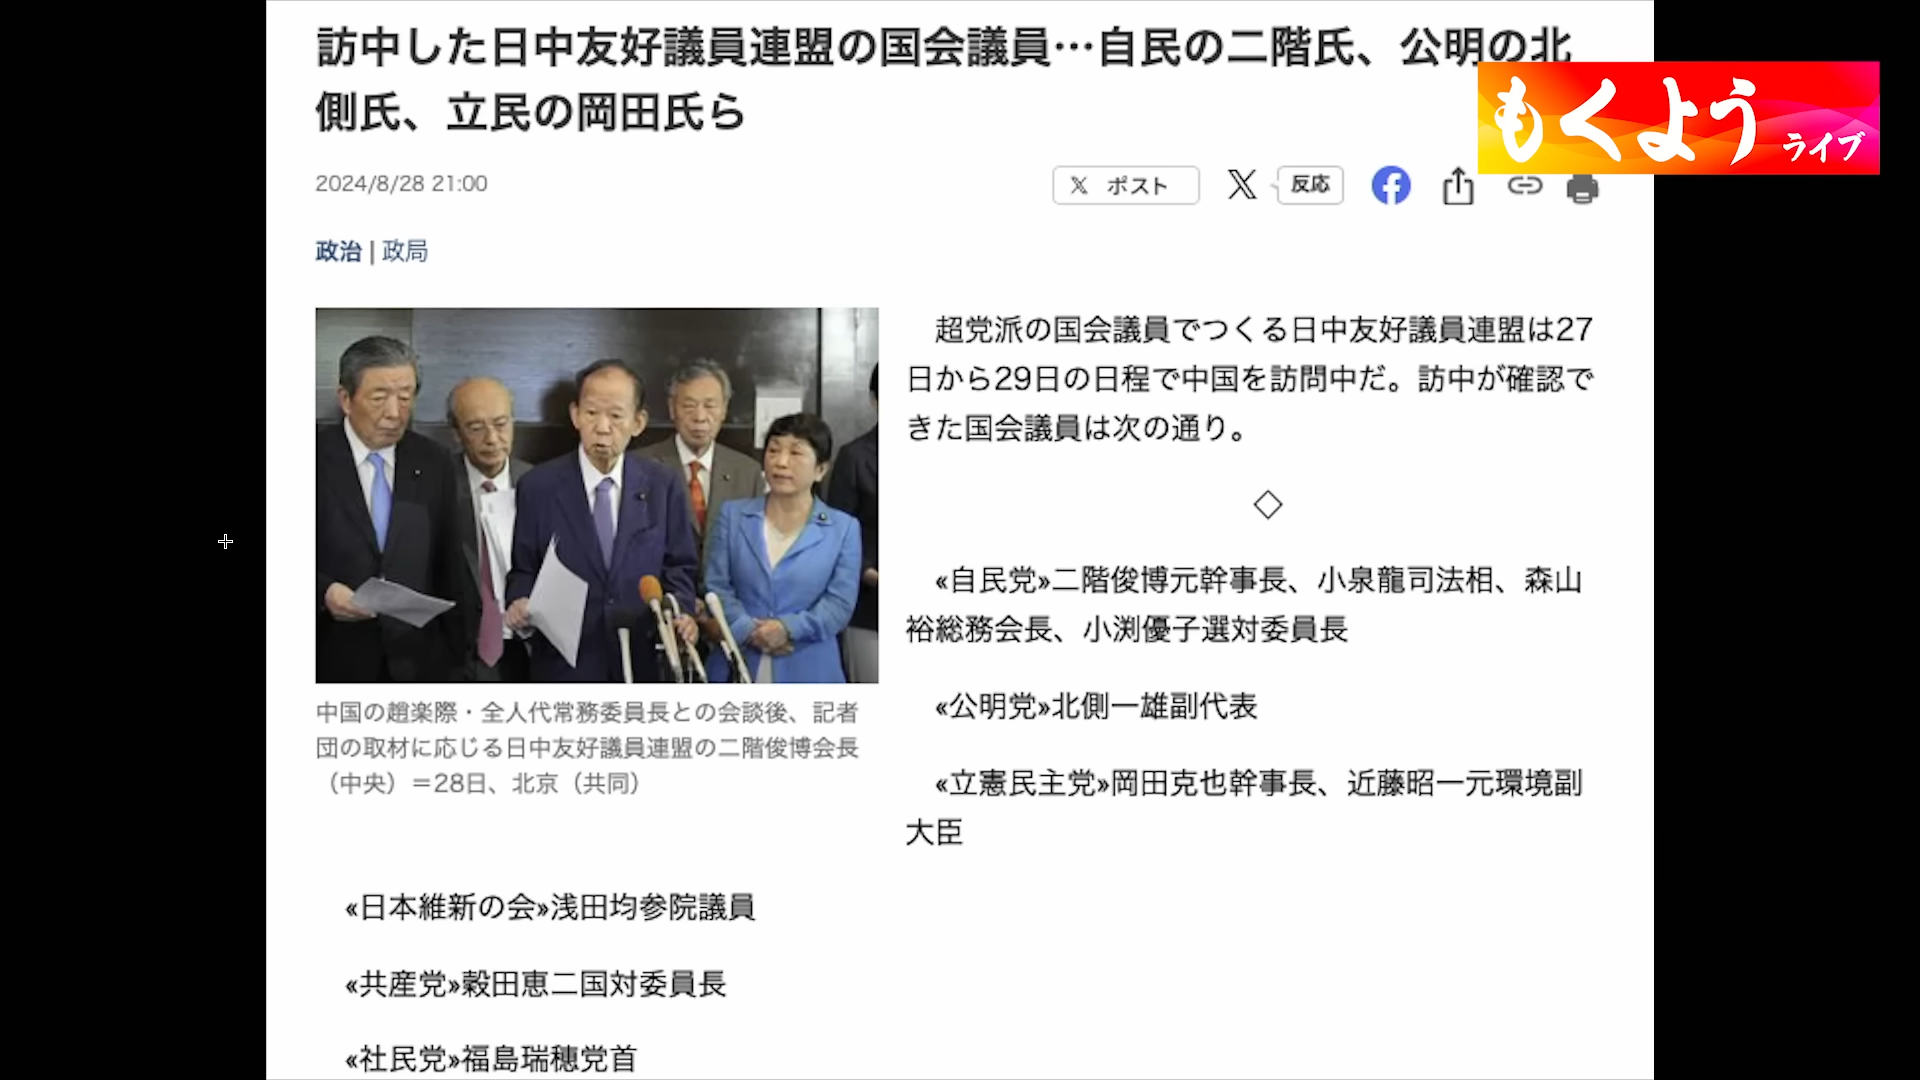 訪中した日中友好議員連盟の国会議員…自民の二階氏、公明の北
側氏、立民の岡田氏ら
もくよう ライブ
2024/8/28 21:00
ポスト
反応
政治 | 政局
超党派の国会議員でつくる日中友好議員連盟は27
日から29日の日程で中国を訪問中だ。訪中が確認で
きた国会議員は次の通り。
◇
«自民党»二階俊博元幹事長、小泉龍司法相、森山
裕総務会長、小渕優子選対委員長
«公明党»北側一雄副代表
«立憲民主党»岡田克也幹事長、近藤昭一元環境副
大臣
中国の趙楽際・全人代常務委員長との会談後、記者
団の取材に応じる日中友好議員連盟の二階俊博会長
（中央）＝28日、北京（共同）
«日本維新の会»浅田均参院議員
«共産党»穀田恵二国対委員長
«社民党»福島瑞穂党首